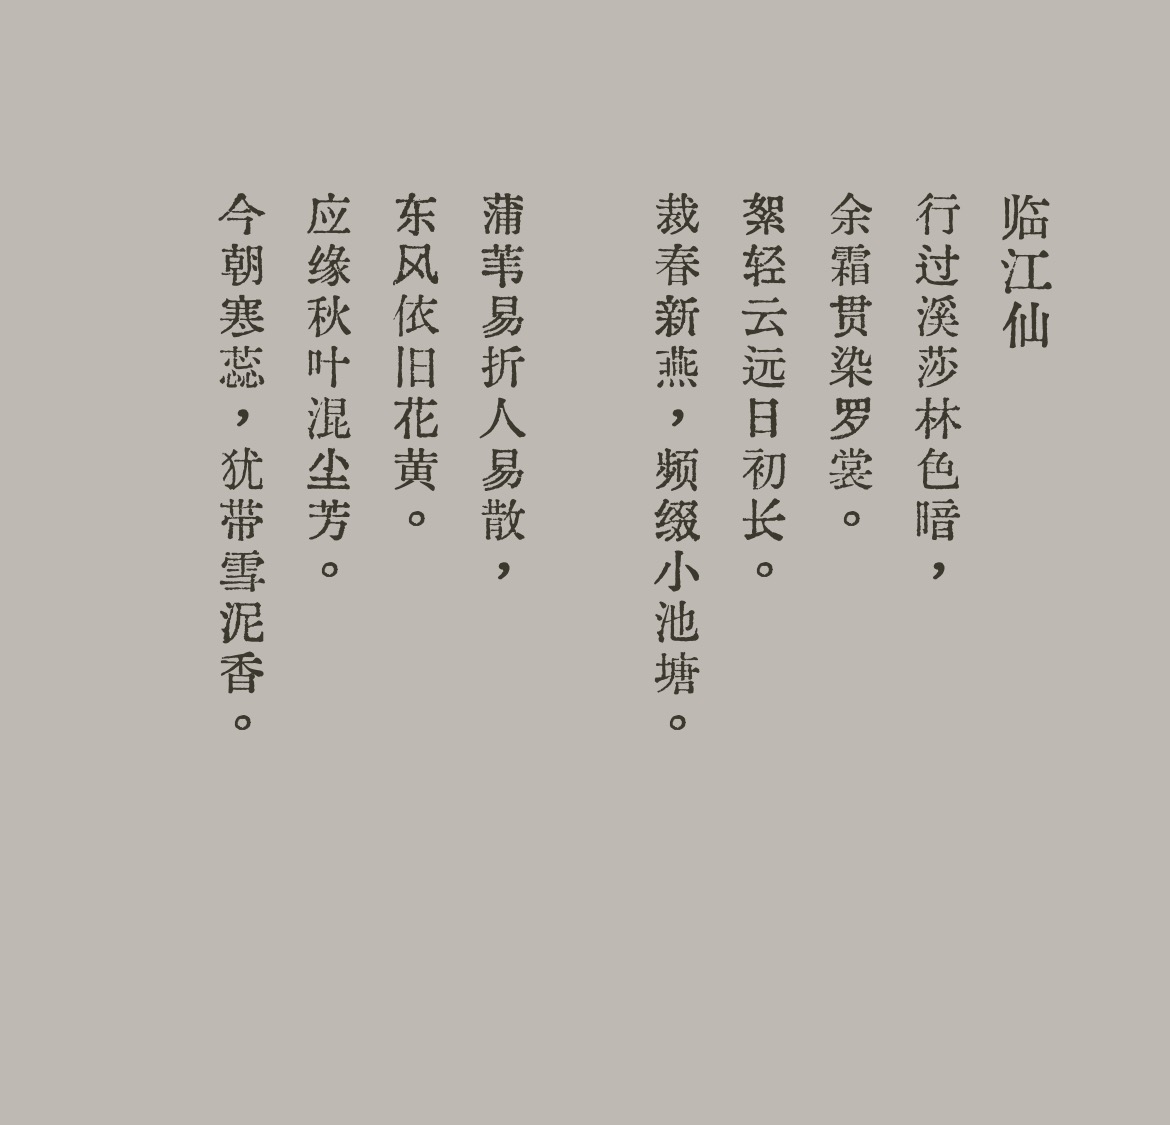 临江仙
行过溪莎林色暗，
余霜贯染罗裳。
絮轻云远日初长。
裁春新燕，频缀小池塘。
蒲苇易折人易散，
东风依旧花黄。
应缘秋叶混尘芳。
今朝寒蕊，犹带雪泥香。